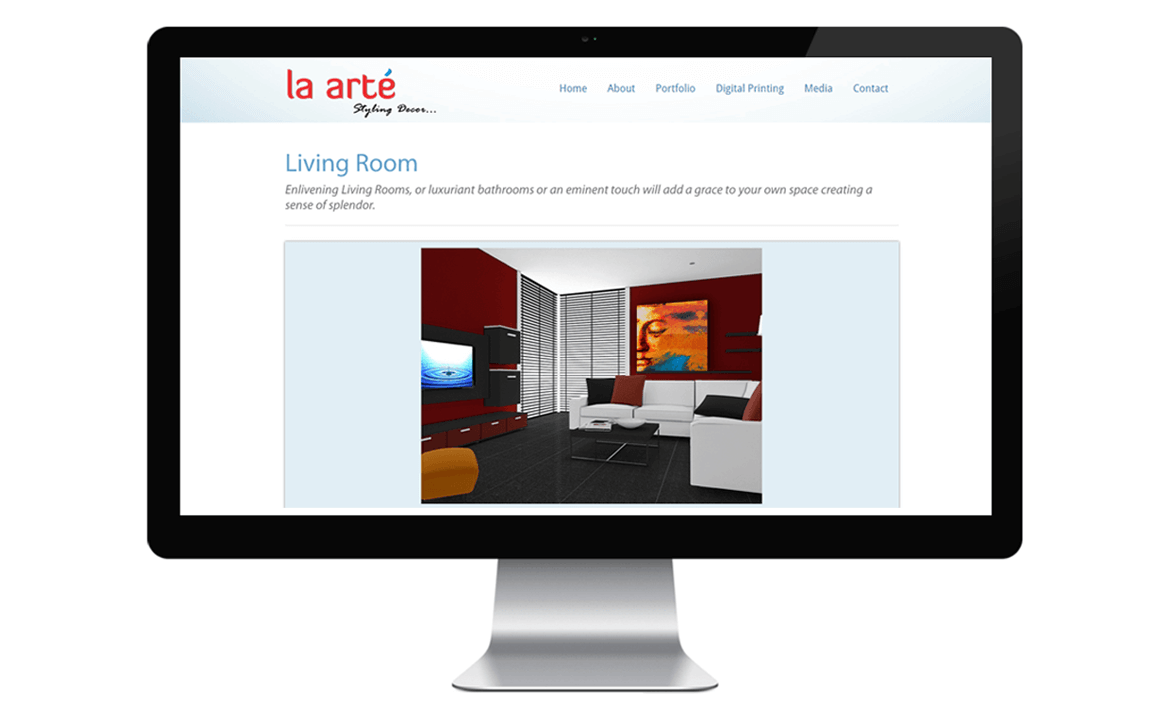 la arté
Styling Decor...
Home About Portfolio Digital Printing Media Contact
Living Room
Enlivening Living Rooms, or luxuriant bathrooms or an eminent touch will add a grace to your own space creating a
sense of splendor.